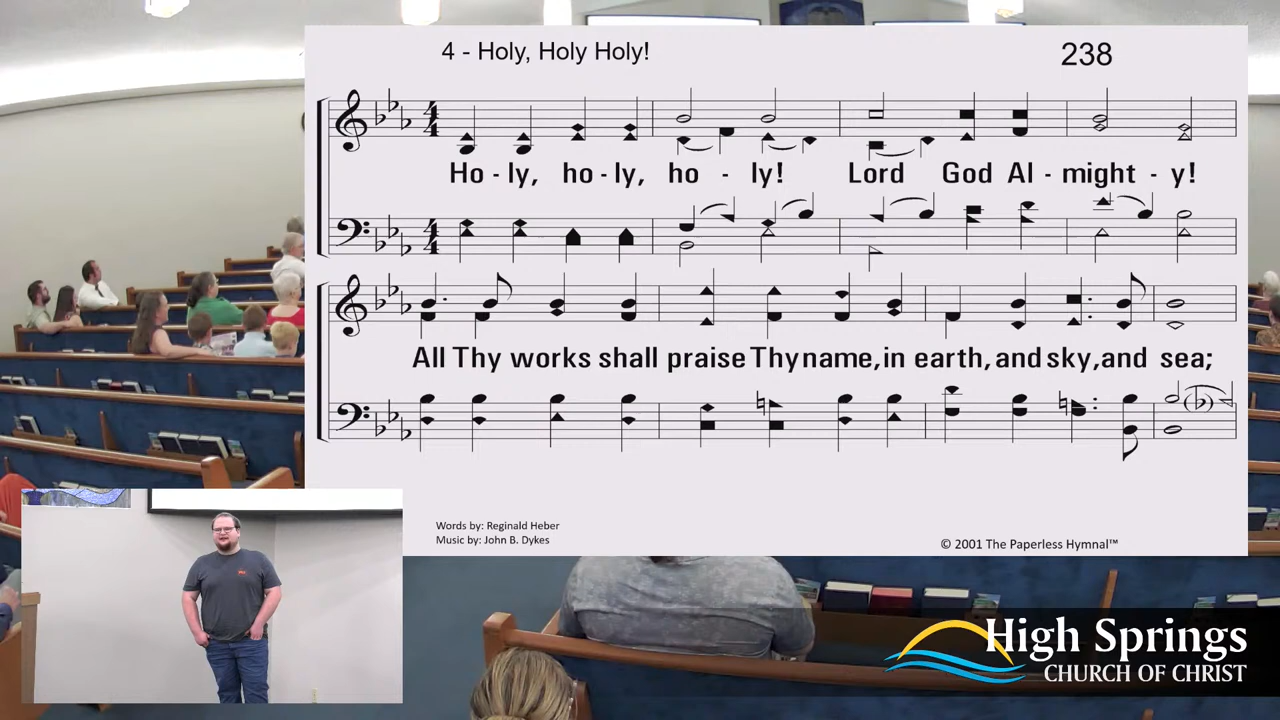 4 - Holy, Holy Holy!
238
Ho - ly, ho - ly, ho - ly! Lord God Al - might - y!
All Thy works shall praise Thy name, in earth, and sky, and sea;
Words by: Reginald Heber
Music by: John B. Dykes
© 2001 The Paperless Hymnal™
High Springs
CHURCH OF CHRIST